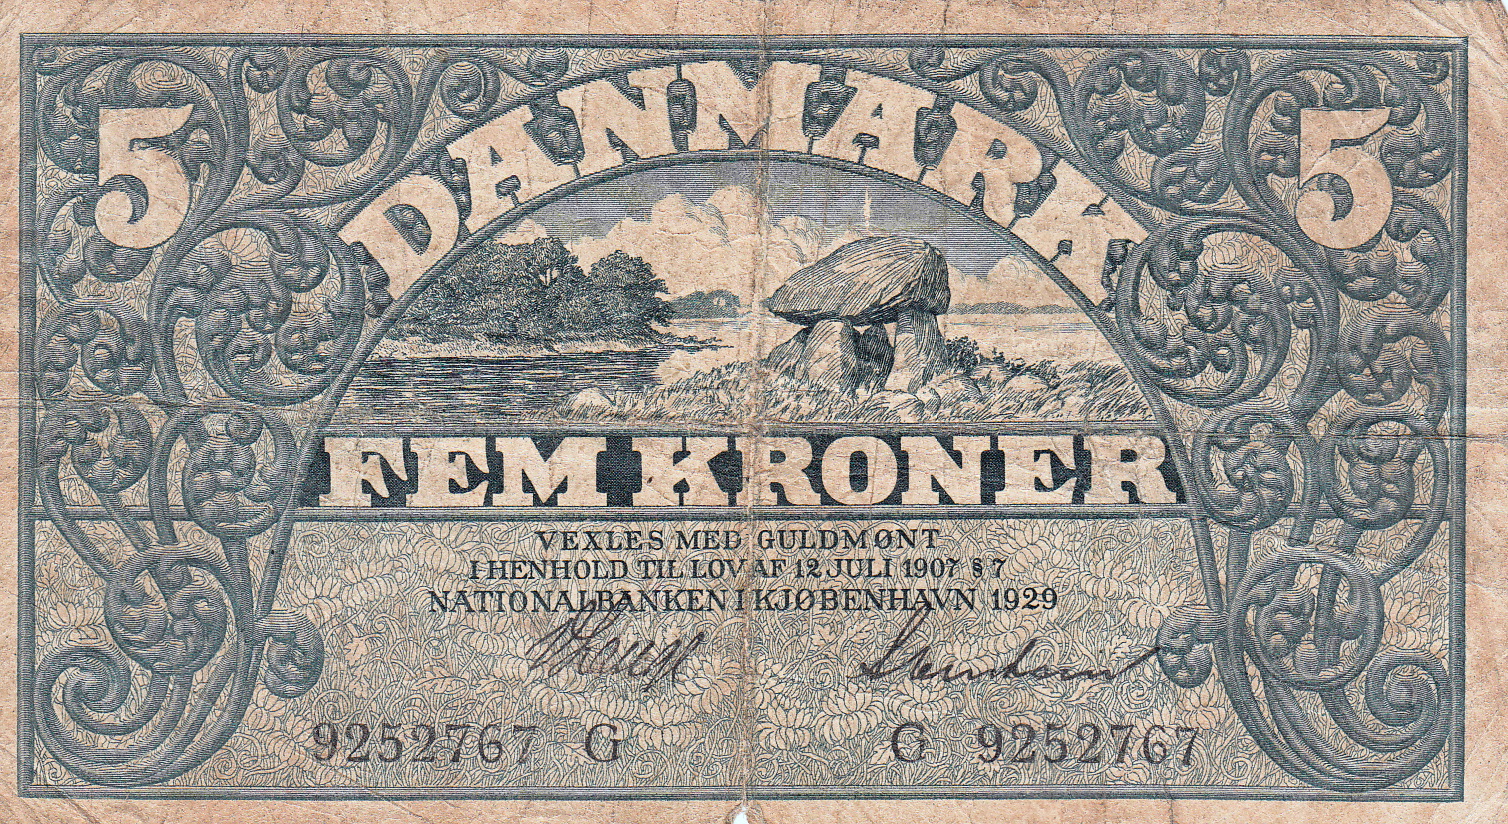 5 DANMARK 5
FEM KRONER
VEXLES MED GULDMØNT
I HENHOLD TIL LOV AF 12 JULI 1907 § 7
NATIONALBANKEN I KJØBENHAVN 1929
9252767 G G 9252767